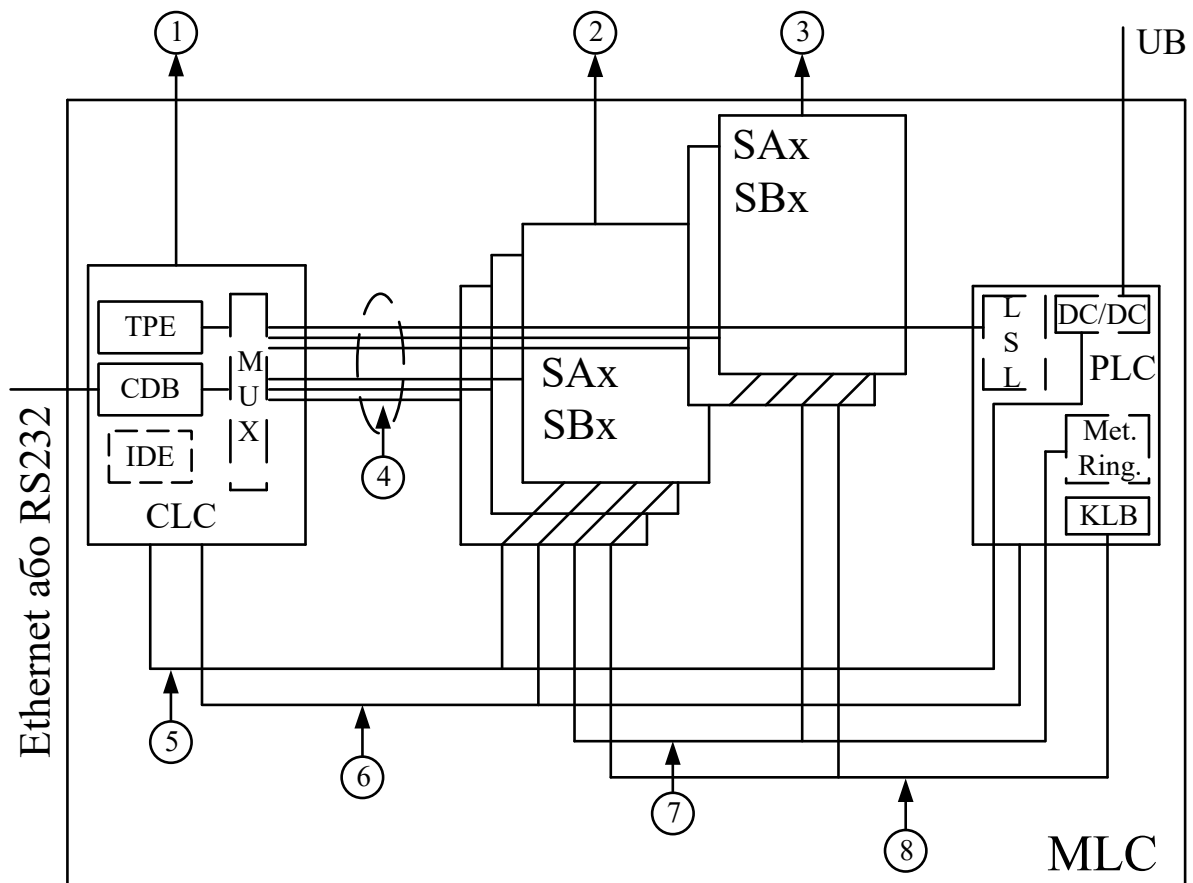 1
2
3
UB
SAx
SBx
TPE
CDB
IDE
M
U
X
CLC
4
SAx
SBx
L
S
L
DC/DC
PLC
Met.
Ring.
KLB
Ethernet або RS232
5
6
7
8
MLC